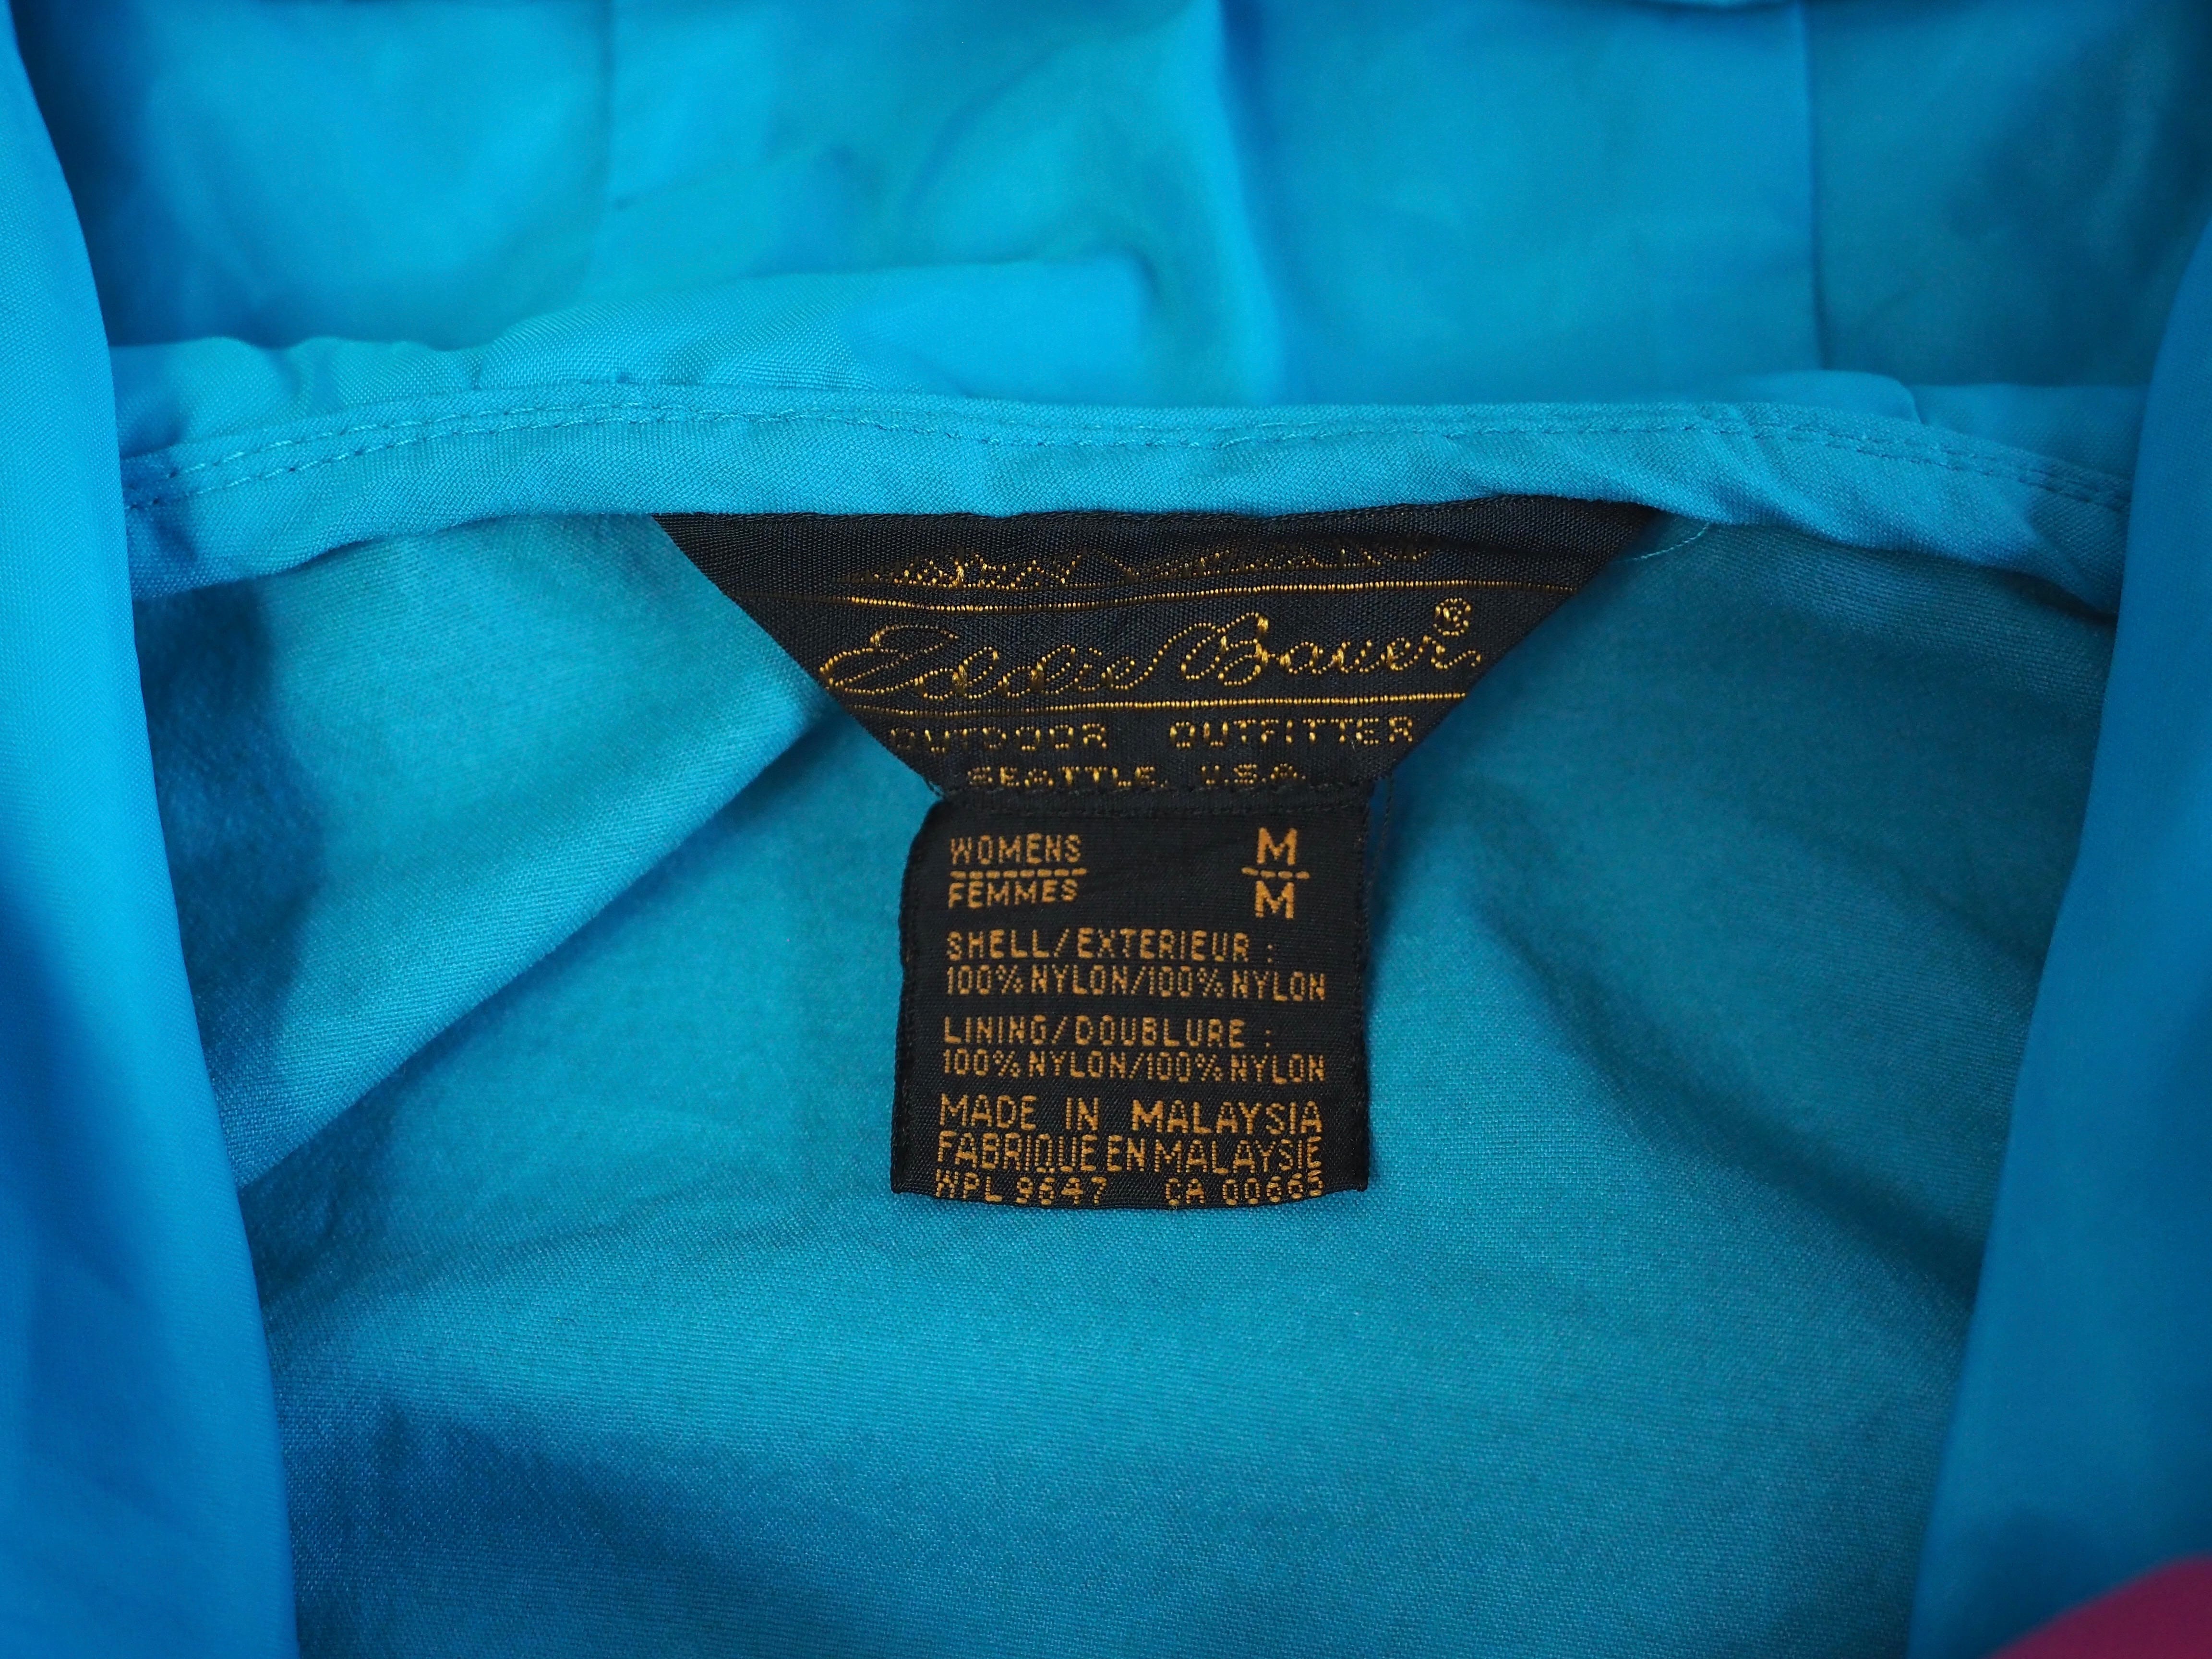 Eddie Bauer®
OUTDOOR OUTFITTER
SEATTLE, U.S.A.
WOMENS M
FEMMES M
SHELL/EXTERIEUR :
100% NYLON/100% NYLON
LINING/DOUBLURE :
100% NYLON/100% NYLON
MADE IN MALAYSIA
FABRIQUE EN MALAYSIE
WPL 9647 CA 00665